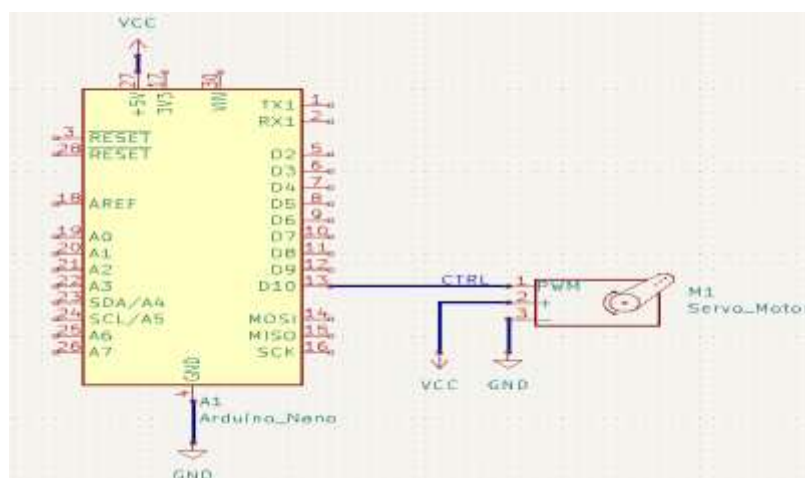 VCC
27 17 30
+5V 3V3 VIN
TX1 1
RX1 2
3 RESET
28 RESET
D2 5
D3 6
D4 7
18 AREF
D5 8
D6 9
19 A0
D7 10
20 A1
D8 11
21 A2
D9 12
22 A3
D10 13
CTRL
1 PWM
2 +
3 -
M1
Servo_Moto
23 SDA/A4
24 SCL/A5
MOSI 14
25 A6
MISO 15
26 A7
SCK 16
GND
4
VCC GND
A1
Arduino_Nano
GND